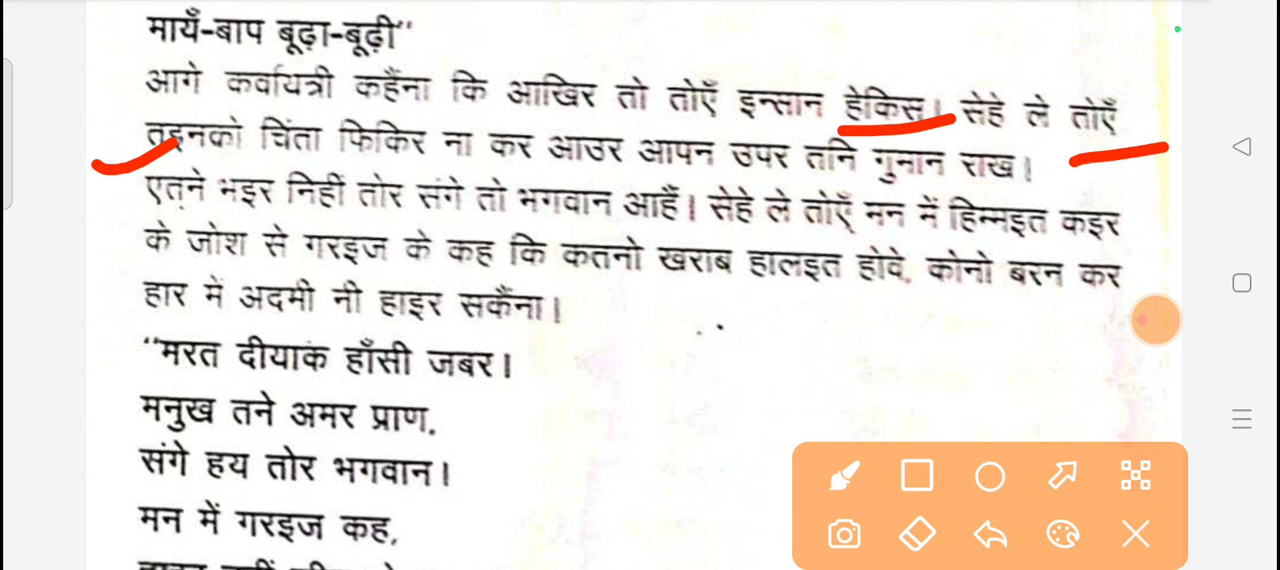 मायँ-बाप बूढ़ा-बूढ़ी"
आगे कवयित्री कहैंना कि आखिर तो तोएँ इन्सान हेकिस। सेहे ले तोएँ
तइनको चिंता फिकिर ना कर आउर आपन उपर तनि गुमान राख।
एतने भइर निहीं तोर संगे तो भगवान आहैं। सेहे ले तोएँ मन में हिम्मइत कइर
के जोश से गरइज के कह कि कतनो खराब हालइत होवे, कोनो बरन कर
हार में अदमी नी हाइर सकैंना।
"मरत दीयाक हाँसी जबर।
मनुख तने अमर प्राण,
संगे हय तोर भगवान।
मन में गरइज कह,